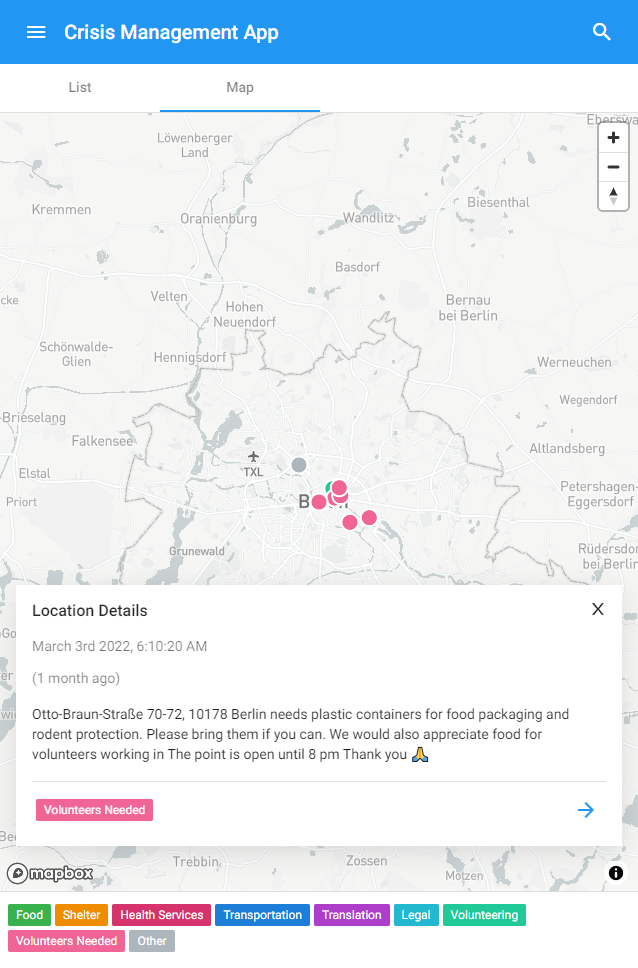 Crisis Management App
List
Map
Ebersw
Löwenberger
Land
Kremmen
Biesenthal
Oranienburg
Wandlitz
Basdorf
cke
Velten
Hohen
Neuendorf
Bernau
bei Berlin
Schönwalde-
Glien
Hennigsdorf
Werneuchen
Wegendorf
Brieselang
Falkensee
Altlandsberg
TXL
Elstal
Petershagen-
Eggersdorf
Priort
Grunewald
Rüdersdor
bei Berlin
Location Details
X
March 3rd 2022, 6:10:20 AM
(1 month ago)
Otto-Braun-Straße 70-72, 10178 Berlin needs plastic containers for food packaging and
rodent protection. Please bring them if you can. We would also appreciate food for
volunteers working in The point is open until 8 pm Thank you 🙏
Volunteers Needed
Trebbin
Zossen
Motzen
mapbox
Food
Shelter
Health Services
Transportation
Translation
Legal
Volunteering
Volunteers Needed
Other